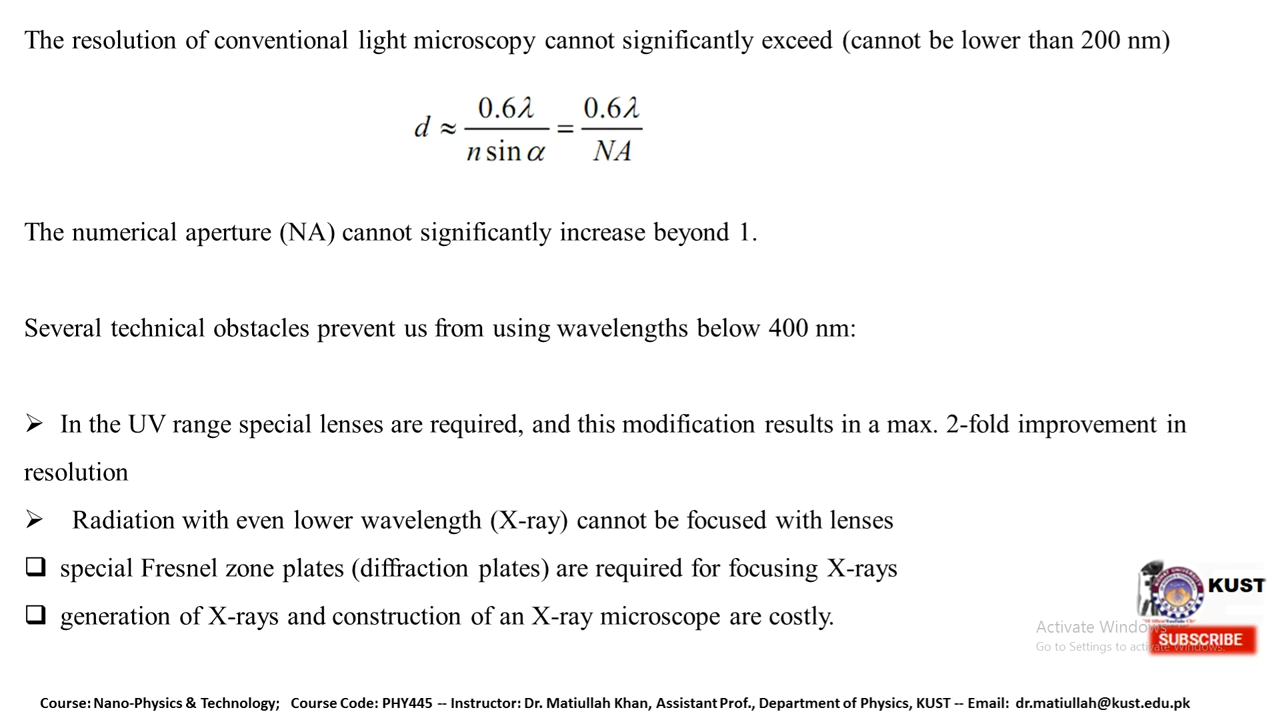 The resolution of conventional light microscopy cannot significantly exceed (cannot be lower than 200 nm)
d ≈ 0.6λ / n sin α = 0.6λ / NA
The numerical aperture (NA) cannot significantly increase beyond 1.
Several technical obstacles prevent us from using wavelengths below 400 nm:
➢ In the UV range special lenses are required, and this modification results in a max. 2-fold improvement in
resolution
➢ Radiation with even lower wavelength (X-ray) cannot be focused with lenses
❑ special Fresnel zone plates (diffraction plates) are required for focusing X-rays
❑ generation of X-rays and construction of an X-ray microscope are costly.
KUST
Activate Windows
SUBSCRIBE
Go to Settings to activate Windows.
Course: Nano-Physics & Technology; Course Code: PHY445 -- Instructor: Dr. Matiullah Khan, Assistant Prof., Department of Physics, KUST -- Email: dr.matiullah@kust.edu.pk